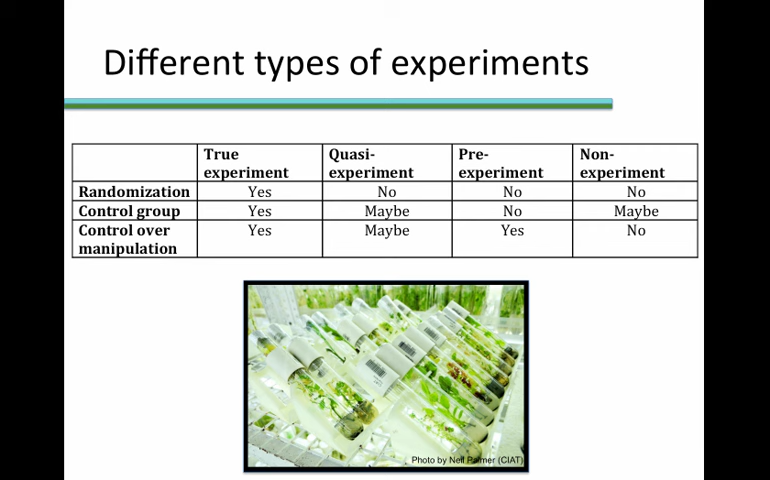 Different types of experiments
True experiment Quasi-experiment Pre-experiment Non-experiment
Randomization Yes No No No
Control group Yes Maybe No Maybe
Control over manipulation Yes Maybe Yes No
Photo by Neil Palmer (CIAT)